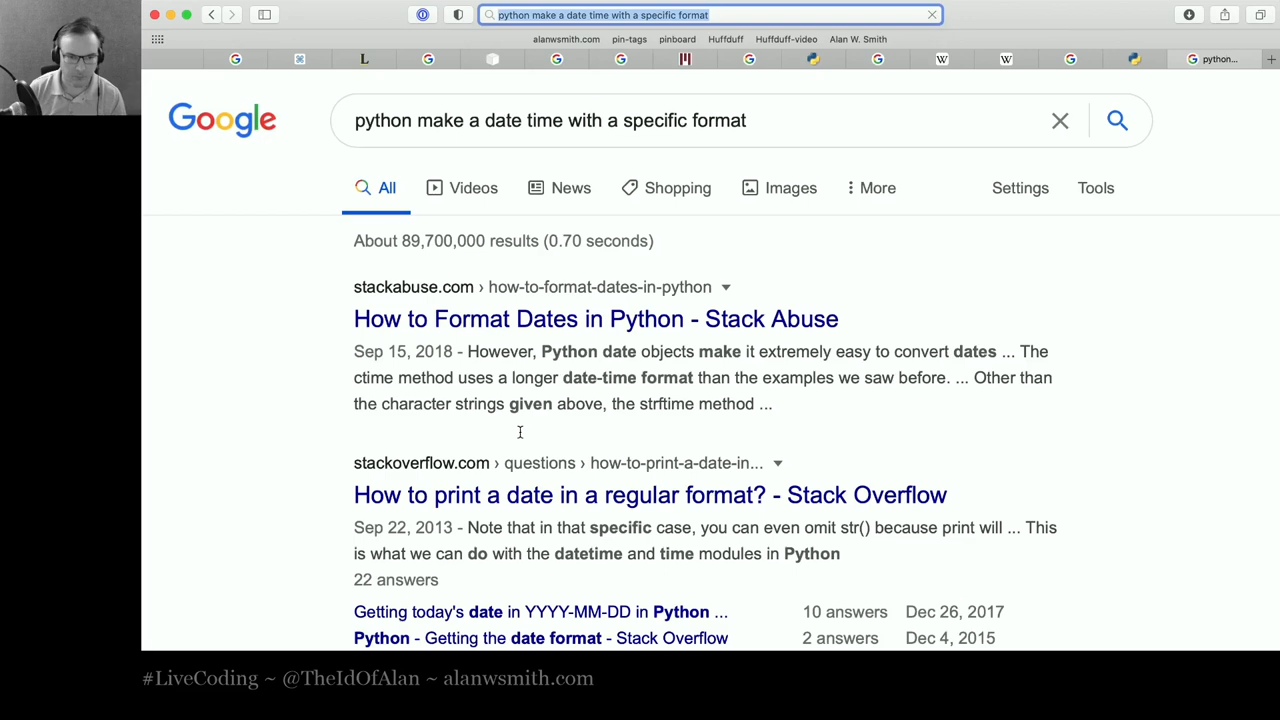 python make a date time with a specific format
alanwsmith.com pin-tags pinboard Huffduff Huffduff-video Alan W. Smith
L W W python...
Google
python make a date time with a specific format
All Videos News Shopping Images More Settings Tools
About 89,700,000 results (0.70 seconds)
stackabuse.com › how-to-format-dates-in-python
How to Format Dates in Python - Stack Abuse
Sep 15, 2018 - However, Python date objects make it extremely easy to convert dates ... The
ctime method uses a longer date-time format than the examples we saw before. ... Other than
the character strings given above, the strftime method ...
stackoverflow.com › questions › how-to-print-a-date-in...
How to print a date in a regular format? - Stack Overflow
Sep 22, 2013 - Note that in that specific case, you can even omit str() because print will ... This
is what we can do with the datetime and time modules in Python
22 answers
Getting today's date in YYYY-MM-DD in Python ... 10 answers Dec 26, 2017
Python - Getting the date format - Stack Overflow 2 answers Dec 4, 2015
#LiveCoding ~ @TheIdOfAlan ~ alanwsmith.com